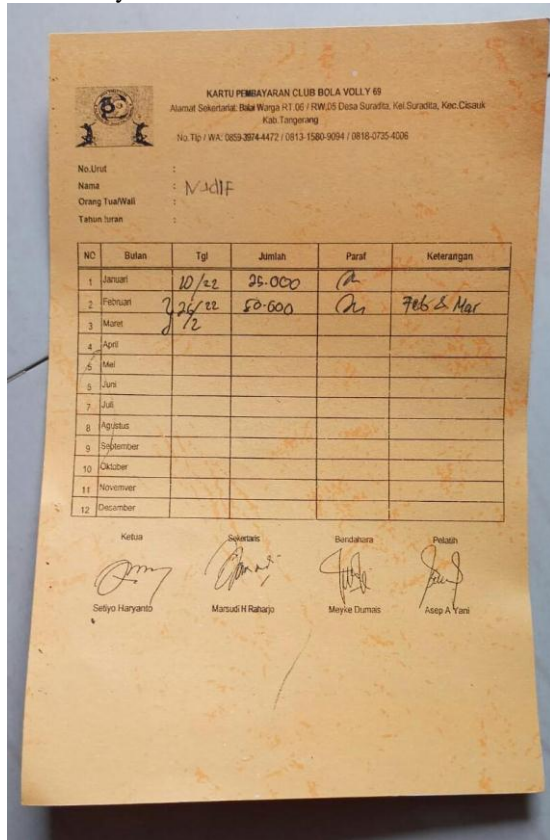 KARTU PEMBAYARAN CLUB BOLA VOLLY 69
Alamat Sekertariat: Balai Warga RT.06 / RW.05 Desa Suradita, Kel.Suradita, Kec.Cisauk
Kab.Tangerang
No.Tlp / WA: 0859-3974-4472 / 0813-1580-9094 / 0818-0735-4006
No.Urut :
Nama : Nadif
Orang Tua/Wali :
Tahun Iuran :
NO Bulan Tgl Jumlah Paraf Keterangan
1 Januari 10/22 25.000
2 Februari 26/22 50.000 Feb & Mar
3 Maret /2
4 April
5 Mei
6 Juni
7 Juli
8 Agustus
9 September
10 Oktober
11 Novemver
12 Desember
Ketua Sekertaris Bendahara Pelatih
Setiyo Haryanto Marsudi H Raharjo Meyke Dumais Asep A Yani